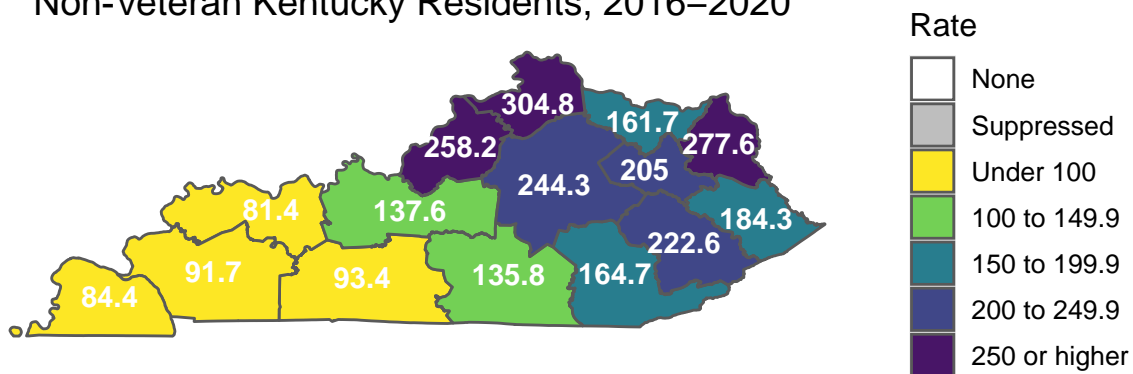 Non-Veteran Kentucky Residents, 2016–2020
Rate
None
Suppressed
Under 100
100 to 149.9
150 to 199.9
200 to 249.9
250 or higher
304.8
161.7
258.2
277.6
205
244.3
81.4
137.6
184.3
222.6
91.7
93.4
135.8
164.7
84.4